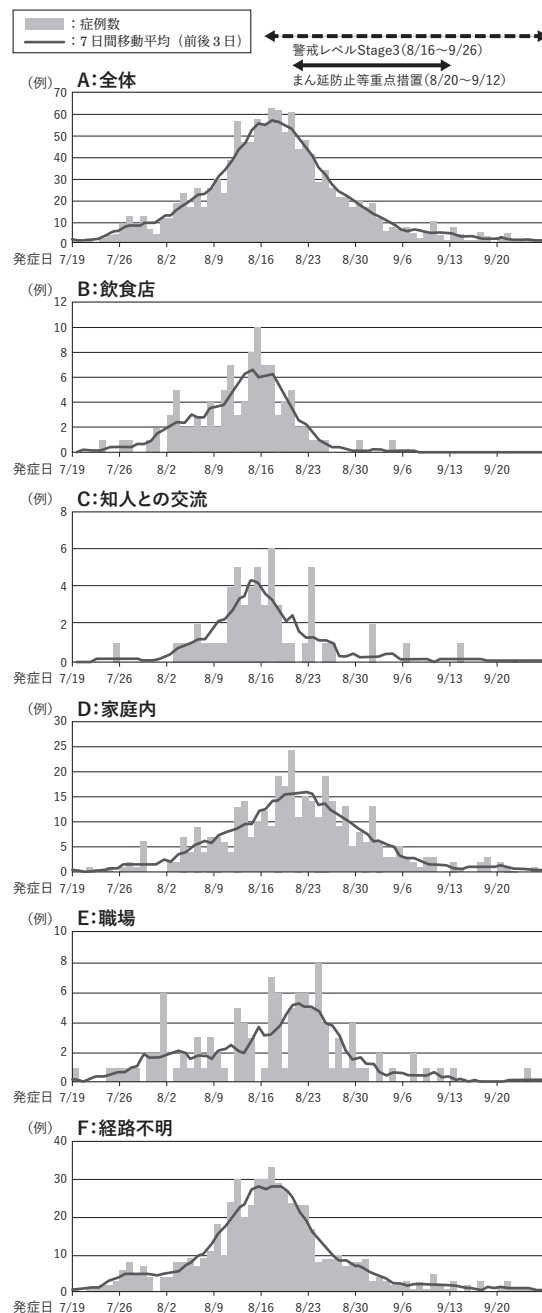 ：症例数
：７日間移動平均（前後３日）
警戒レベルStage3（8/16～9/26）
まん延防止等重点措置（8/20～9/12）
（例） A：全体
70
60
50
40
30
20
10
0
発症日 7/19 7/26 8/2 8/9 8/16 8/23 8/30 9/6 9/13 9/20
（例） B：飲食店
12
10
8
6
4
2
0
発症日 7/19 7/26 8/2 8/9 8/16 8/23 8/30 9/6 9/13 9/20
（例） C：知人との交流
8
6
4
2
0
発症日 7/19 7/26 8/2 8/9 8/16 8/23 8/30 9/6 9/13 9/20
（例） D：家庭内
30
25
20
15
10
5
0
発症日 7/19 7/26 8/2 8/9 8/16 8/23 8/30 9/6 9/13 9/20
（例） E：職場
10
8
6
4
2
0
発症日 7/19 7/26 8/2 8/9 8/16 8/23 8/30 9/6 9/13 9/20
（例） F：経路不明
40
30
20
10
0
発症日 7/19 7/26 8/2 8/9 8/16 8/23 8/30 9/6 9/13 9/20